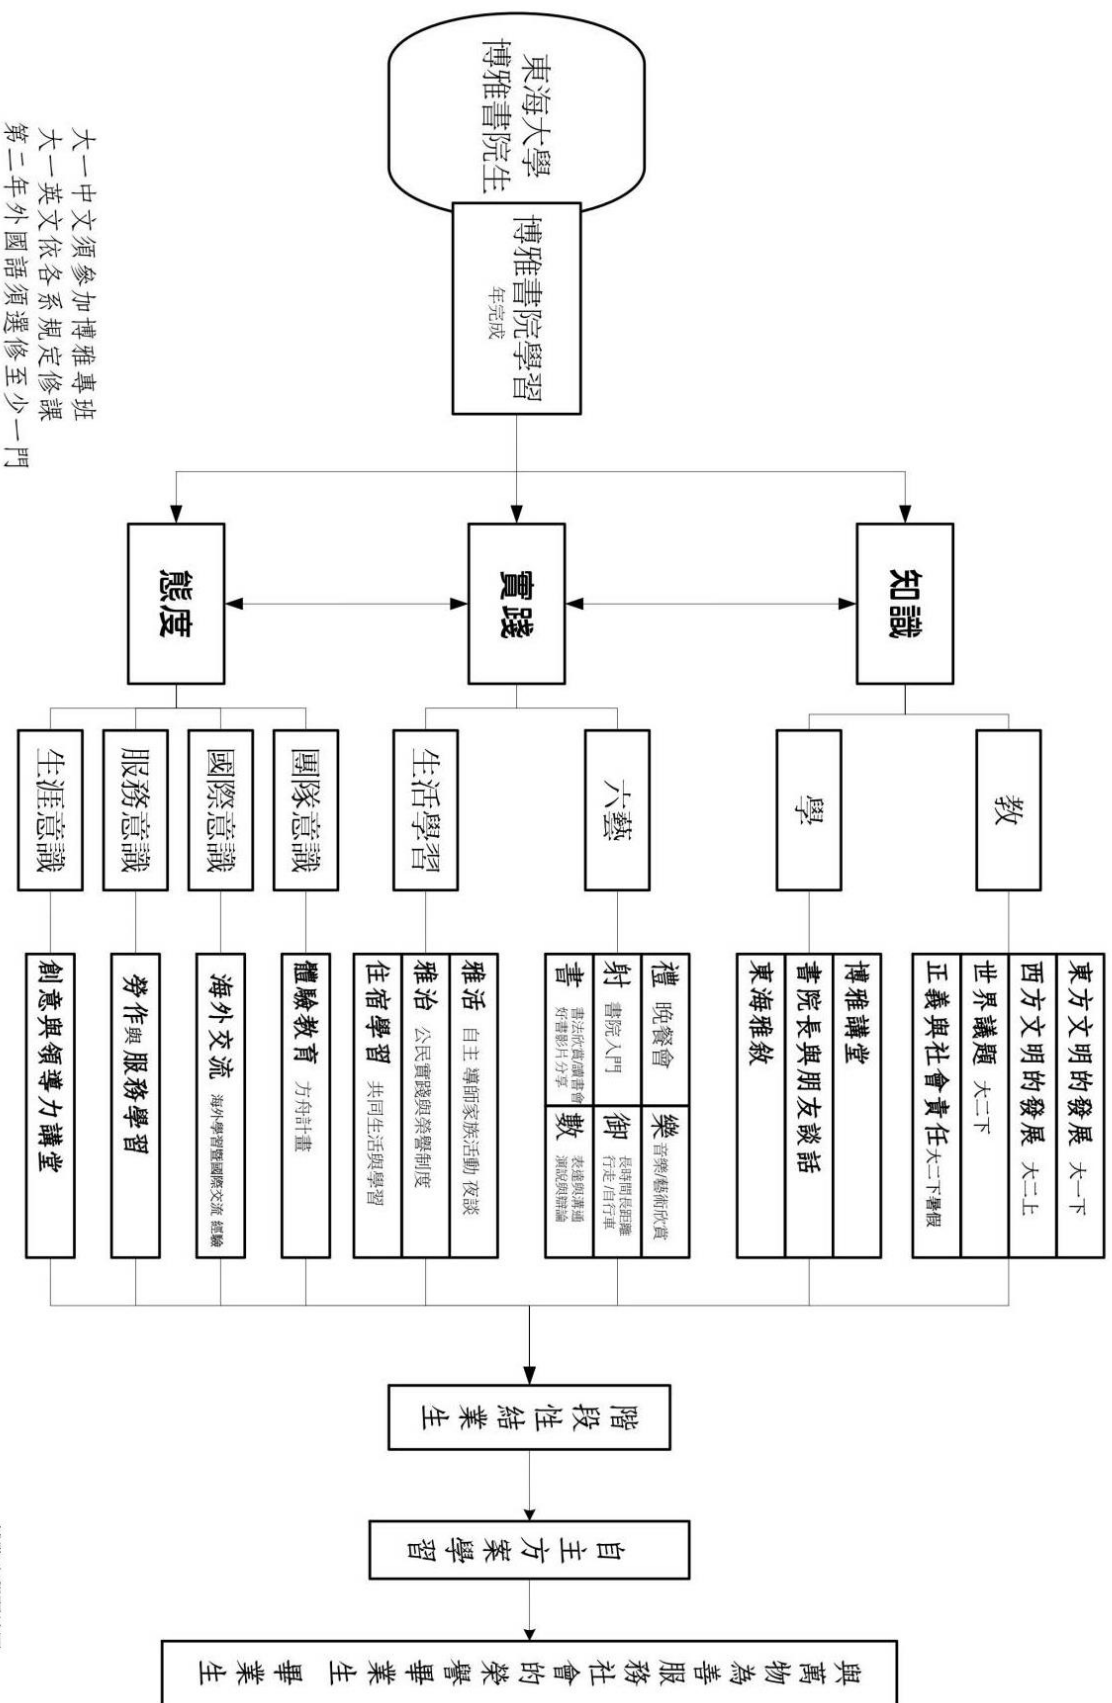 東海大學
博雅書院生
博雅書院學習
年完成
知識
實踐
態度
教
學
六藝
生活學習
團隊意識
國際意識
服務意識
生涯意識
東方文明的發展 大一下
西方文明的發展 大二上
世界議題 大二下
正義與社會責任大二下暑假
博雅講堂
書院長與朋友談話
東海雅敘
禮 晚餐會
樂 音樂/藝術欣賞
射 書院入門
御 長時間長距離
行走/自行車
書 書法欣賞/讀書會
好書影片分享
數 表達與溝通
演說與辯論
雅活 自主 導師家族活動 夜談
雅治 公民實踐與榮譽制度
住宿學習 共同生活與學習
體驗教育 方舟計畫
海外交流 海外學習暨國際交流 經驗
勞作與服務學習
創意與領導力講堂
階段性結業生
自主方案學習
與萬物為善服務社會的榮譽畢業生 畢業生
大一中文須參加博雅專班
大一英文依各系規定修課
第二年外國語須選修至少一門